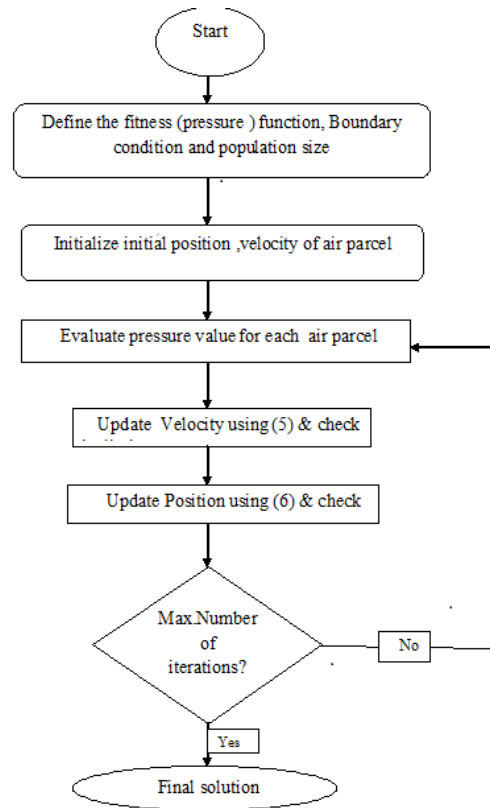 Start
Define the fitness (pressure ) function, Boundary
condition and population size
Initialize initial position ,velocity of air parcel
Evaluate pressure value for each air parcel
Update Velocity using (5) & check
Update Position using (6) & check
Max.Number
of
iterations?
No
Yes
Final solution